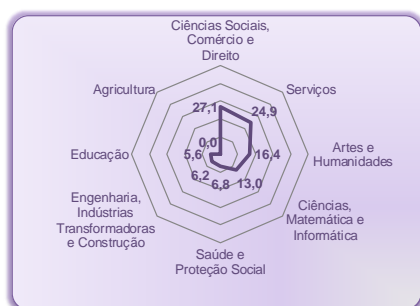 Ciências Sociais,
Comércio e
Direito
Serviços
Artes e
Humanidades
Ciências,
Matemática e
Informática
Saúde e
Proteção Social
Engenharia,
Indústrias
Transformadoras
e Construção
Educação
Agricultura
27,1
24,9
16,4
13,0
6,8
6,2
5,6
0,0